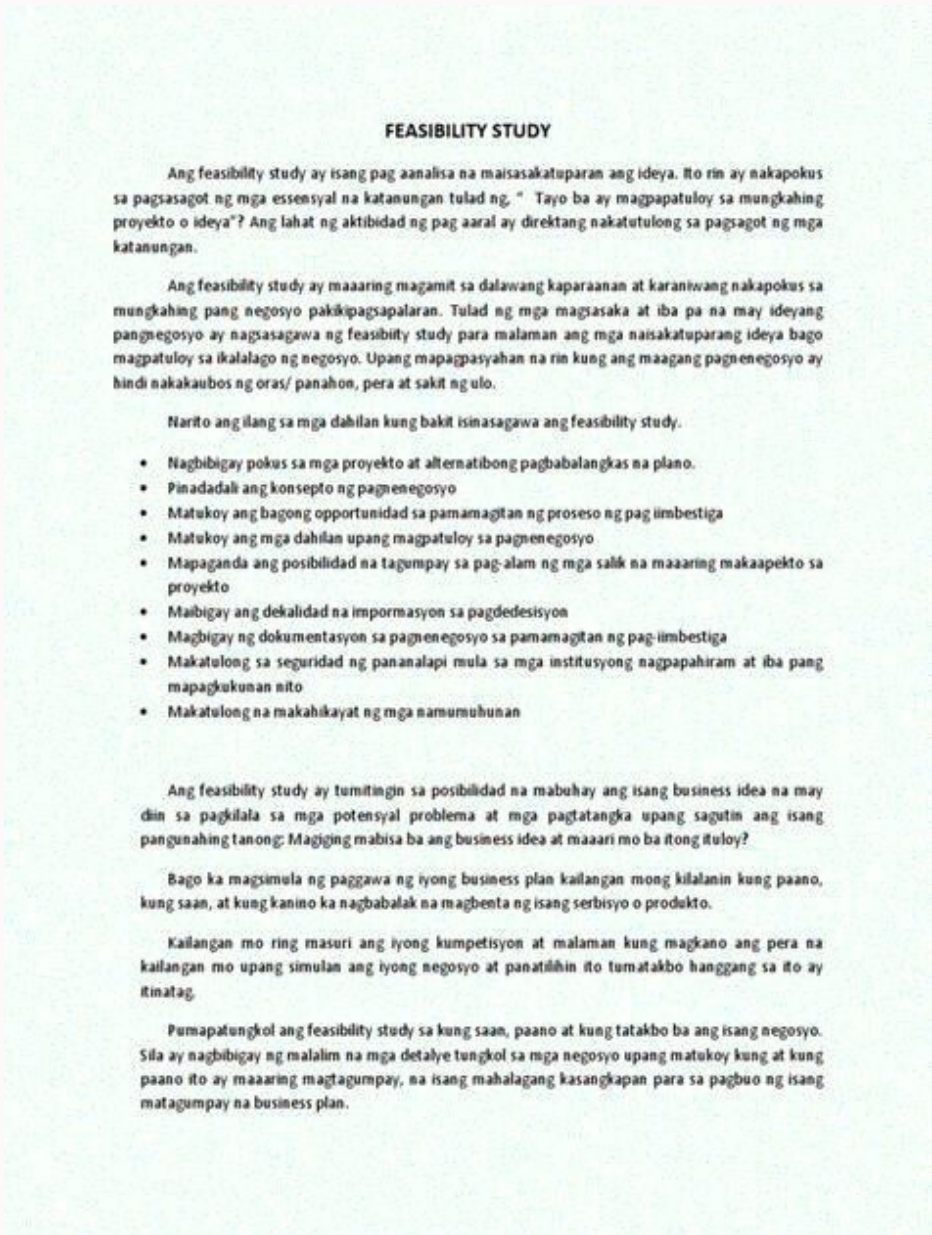 FEASIBILITY STUDY
Ang feasibility study ay isang pag aanalisa na maisasakatuparan ang ideya. Ito rin ay nakapokus
sa pagsasagot ng mga essensyal na katanungan tulad ng, " Tayo ba ay magpapatuloy sa mungkahing
proyekto o ideya"? Ang lahat ng aktibidad ng pag aaral ay direktang nakatutulong sa pagsagot ng mga
katanungan.
Ang feasibility study ay maaaring magamit sa dalawang kaparaanan at karaniwang nakapokus sa
mungkahing pang negosyo pakikipagsapalaran. Tulad ng mga magsasaka at iba pa na may ideyang
pangnegosyo ay nagsasagawa ng feasibiity study para malaman ang mga naisakatuparang ideya bago
magpatuloy sa ikalalago ng negosyo. Upang mapagpasyahan na rin kung ang maagang pagnenegosyo ay
hindi nakakaubos ng oras/ panahon, pera at sakit ng ulo.
Narito ang ilang sa mga dahilan kung bakit isinasagawa ang feasibility study.
• Nagbibigay pokus sa mga proyekto at alternatibong pagbabalangkas na plano.
• Pinadadali ang konsepto ng pagnenegosyo
• Matukoy ang bagong opportunidad sa pamamagitan ng proseso ng pag iimbestiga
• Matukoy ang mga dahilan upang magpatuloy sa pagnenegosyo
• Mapaganda ang posibilidad na tagumpay sa pag-alam ng mga salik na maaaring makaapekto sa
proyekto
• Maibigay ang dekalidad na impormasyon sa pagdedesisyon
• Magbigay ng dokumentasyon sa pagnenegosyo sa pamamagitan ng pag-iimbestiga
• Makatulong sa seguridad ng pananalapi mula sa mga institusyong nagpapahiram at iba pang
mapagkukunan nito
• Makatulong na makahikayat ng mga namumuhunan
Ang feasibility study ay tumitingin sa posibilidad na mabuhay ang isang business idea na may
diin sa pagkilala sa mga potensyal problema at mga pagtatangka upang sagutin ang isang
pangunahing tanong: Magiging mabisa ba ang business idea at maaari mo ba itong ituloy?
Bago ka magsimula ng paggawa ng iyong business plan kailangan mong kilalanin kung paano,
kung saan, at kung kanino ka nagbabalak na magbenta ng isang serbisyo o produkto.
Kailangan mo ring masuri ang iyong kumpetisyon at malaman kung magkano ang pera na
kailangan mo upang simulan ang iyong negosyo at panatilihin ito tumatakbo hanggang sa ito ay
itinatag.
Pumapatungkol ang feasibility study sa kung saan, paano at kung tatakbo ba ang isang negosyo.
Sila ay nagbibigay ng malalim na mga detalye tungkol sa mga negosyo upang matukoy kung at kung
paano ito ay maaaring magtagumpay, na isang mahalagang kasangkapan para sa pagbuo ng isang
matagumpay na business plan.